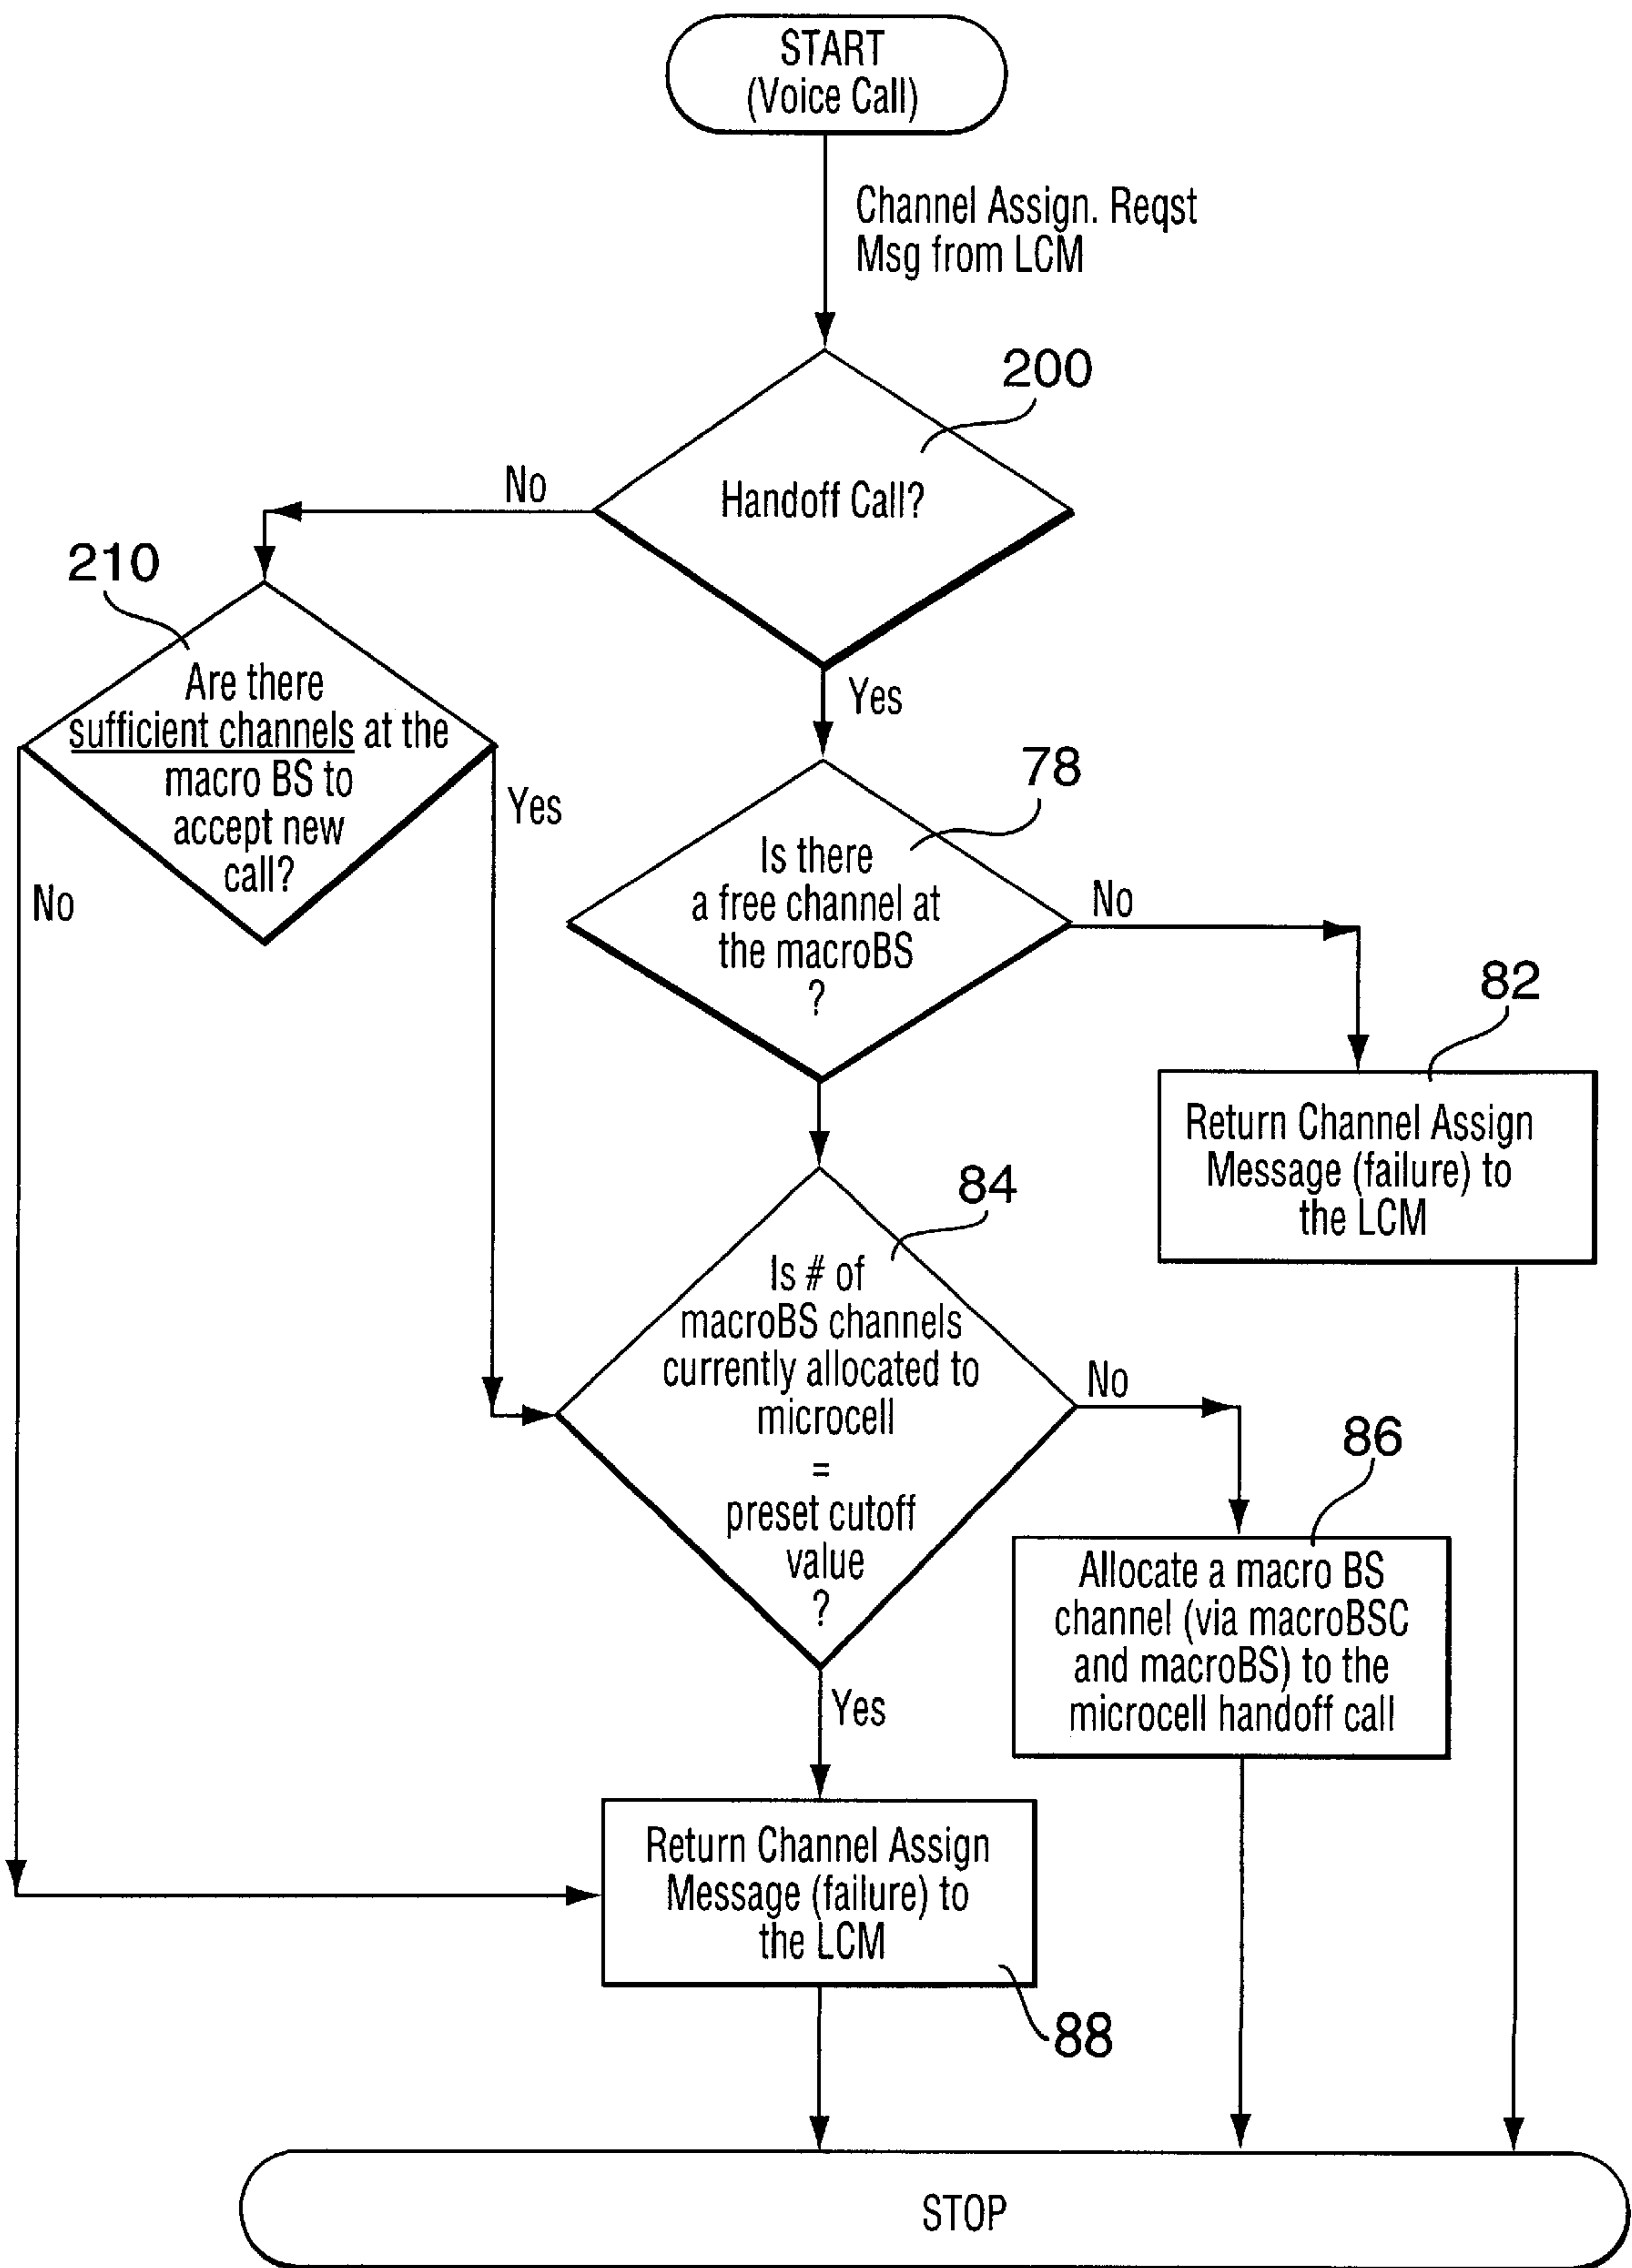 START
(Voice Call)
Channel Assign. Reqst
Msg from LCM
200
Handoff Call?
No
Yes
210
Are there
sufficient channels at the
macro BS to
accept new
call?
No
Yes
78
Is there
a free channel at
the macroBS
?
No
82
Return Channel Assign
Message (failure) to
the LCM
84
Is # of
macroBS channels
currently allocated to
microcell
=
preset cutoff
value
?
No
Yes
86
Allocate a macro BS
channel (via macroBSC
and macroBS) to the
microcell handoff call
Return Channel Assign
Message (failure) to
the LCM
88
STOP